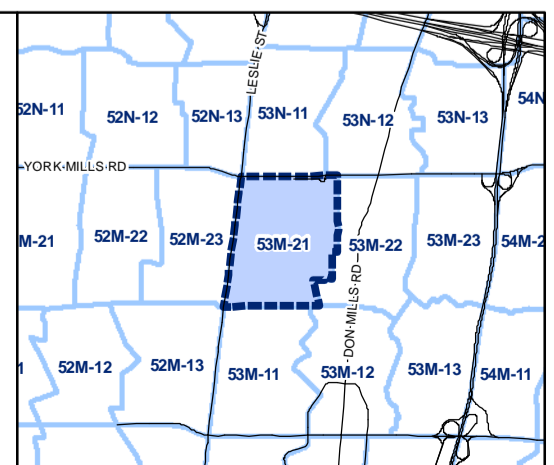 LESLIE ST
52N-11
52N-12
52N-13
53N-11
53N-12
53N-13
54N
YORK MILLS RD
M-21
52M-22
52M-23
53M-21
53M-22
53M-23
54M-2
DON MILLS RD
1
52M-12
52M-13
53M-11
53M-12
53M-13
54M-11